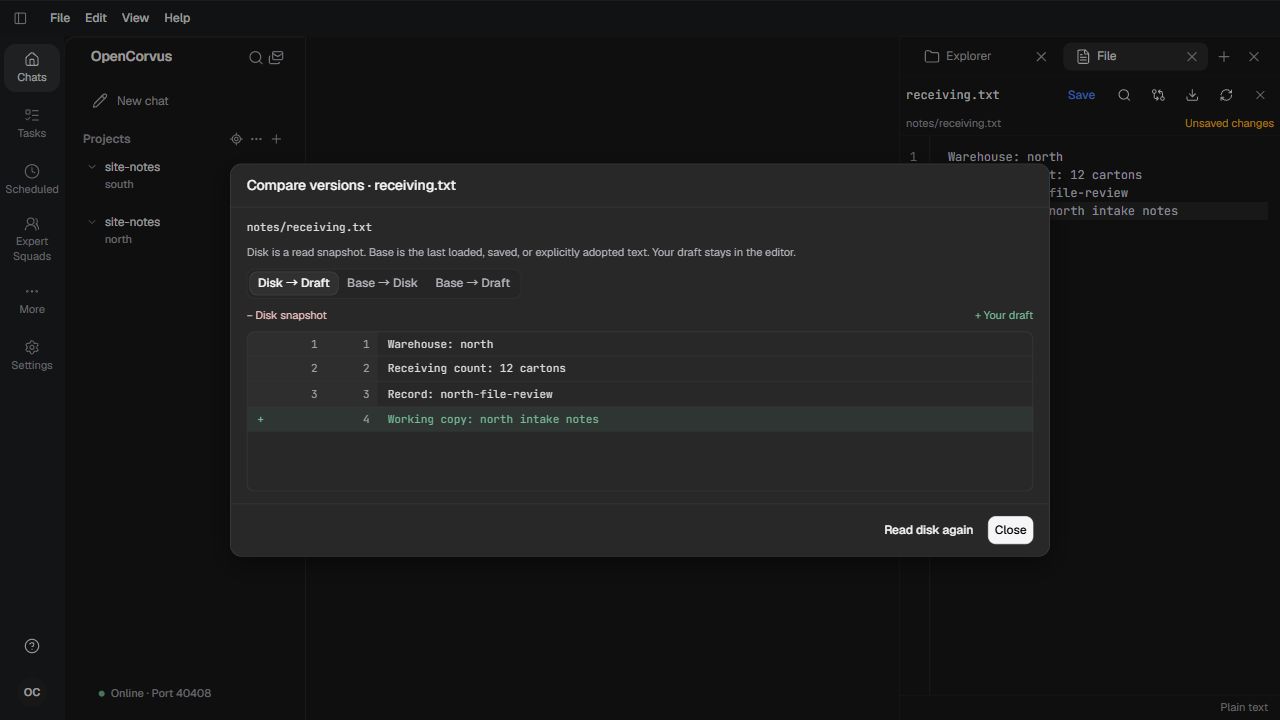 File Edit View Help
Chats
Tasks
Scheduled
Expert
Squads
More
Settings
OC
OpenCorvus
New chat
Projects
site-notes
south
site-notes
north
Online · Port 40408
Explorer
File
receiving.txt
Save
notes/receiving.txt
Unsaved changes
1 Warehouse: north
t: 12 cartons
file-review
north intake notes
Plain text
Compare versions · receiving.txt
notes/receiving.txt
Disk is a read snapshot. Base is the last loaded, saved, or explicitly adopted text. Your draft stays in the editor.
Disk → Draft Base → Disk Base → Draft
− Disk snapshot + Your draft
1 1 Warehouse: north
2 2 Receiving count: 12 cartons
3 3 Record: north-file-review
+ 4 Working copy: north intake notes
Read disk again Close